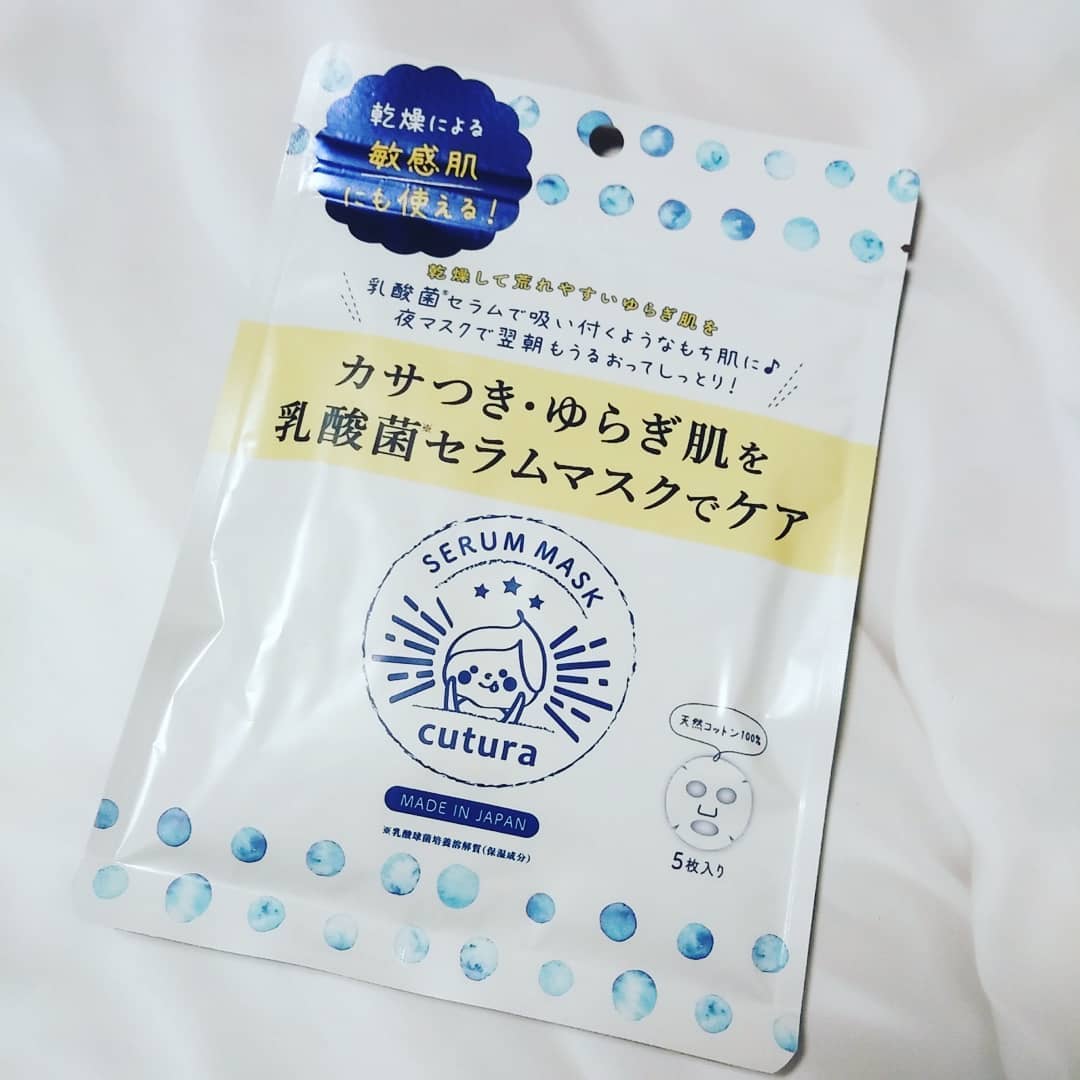 乾燥による
敏感肌
にも使える!
乾燥して荒れやすいゆらぎ肌を
乳酸菌※セラムで吸い付くようなもち肌に♪
夜マスクで翌朝もうるおってしっとり!
カサつき・ゆらぎ肌を
乳酸菌※セラムマスクでケア
SERUM MASK
cutura
MADE IN JAPAN
※乳酸球菌培養溶解質(保湿成分)
天然コットン100%
5枚入り